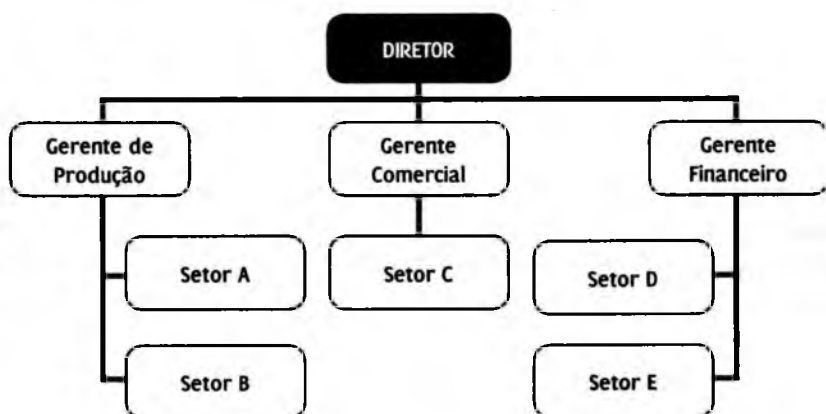 DIRETOR
Gerente de
Produção
Gerente
Comercial
Gerente
Financeiro
Setor A
Setor C
Setor D
Setor B
Setor E